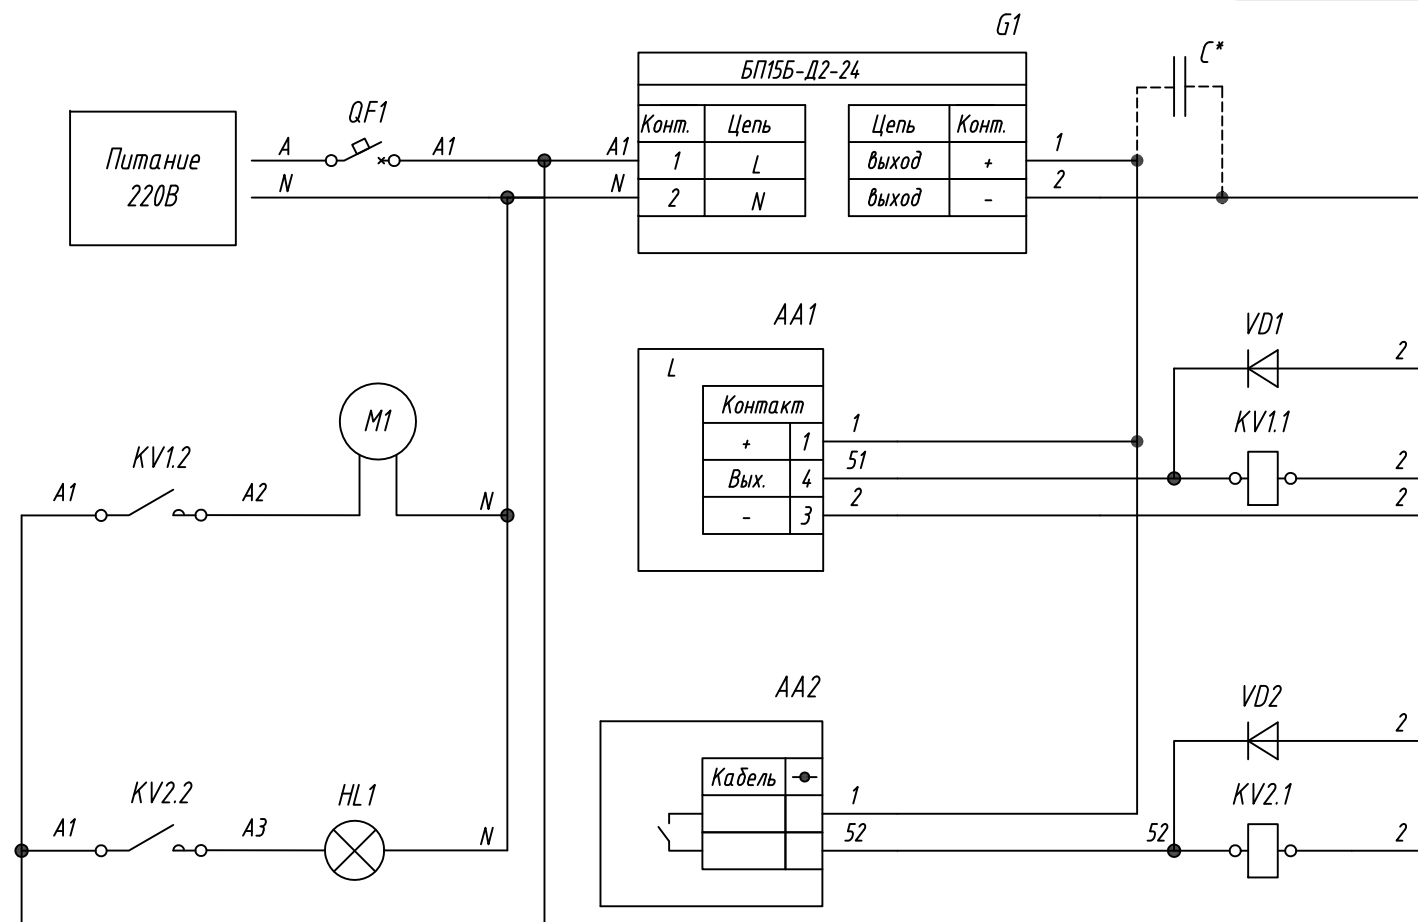 G1
C*
БП15Б-Д2-24
QF1
Питание
220В
A
A1
A1
N
N
Конт.
Цепь
1
L
2
N
Цепь
Конт.
выход
+
выход
-
1
2
AA1
L
Контакт
+
1
Вых.
4
-
3
1
51
2
VD1
2
KV1.1
2
2
M1
KV1.2
A1
A2
N
AA2
Кабель
1
52
52
VD2
2
KV2.1
2
KV2.2
HL1
A1
A3
N